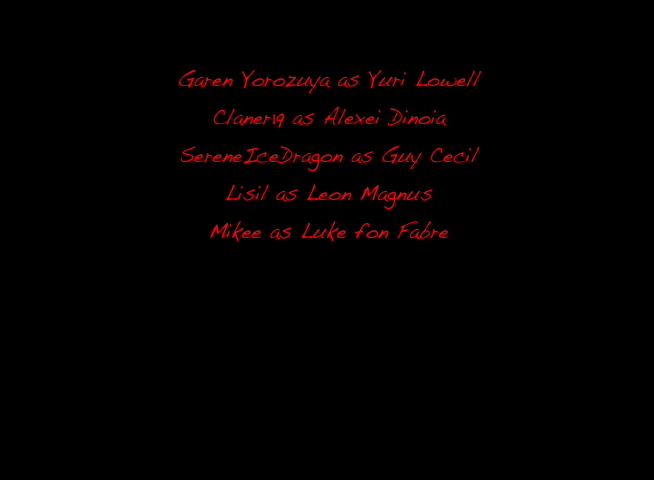 Garen Yorozuya as Yuri Lowell
Claner19 as Alexei Dinoia
SereneIceDragon as Guy Cecil
Lisil as Leon Magnus
Mikee as Luke fon Fabre